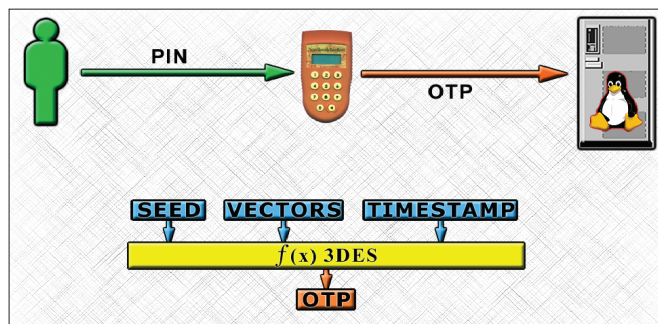 PIN
OTP
SEED VECTORS TIMESTAMP
f(x) 3DES
OTP